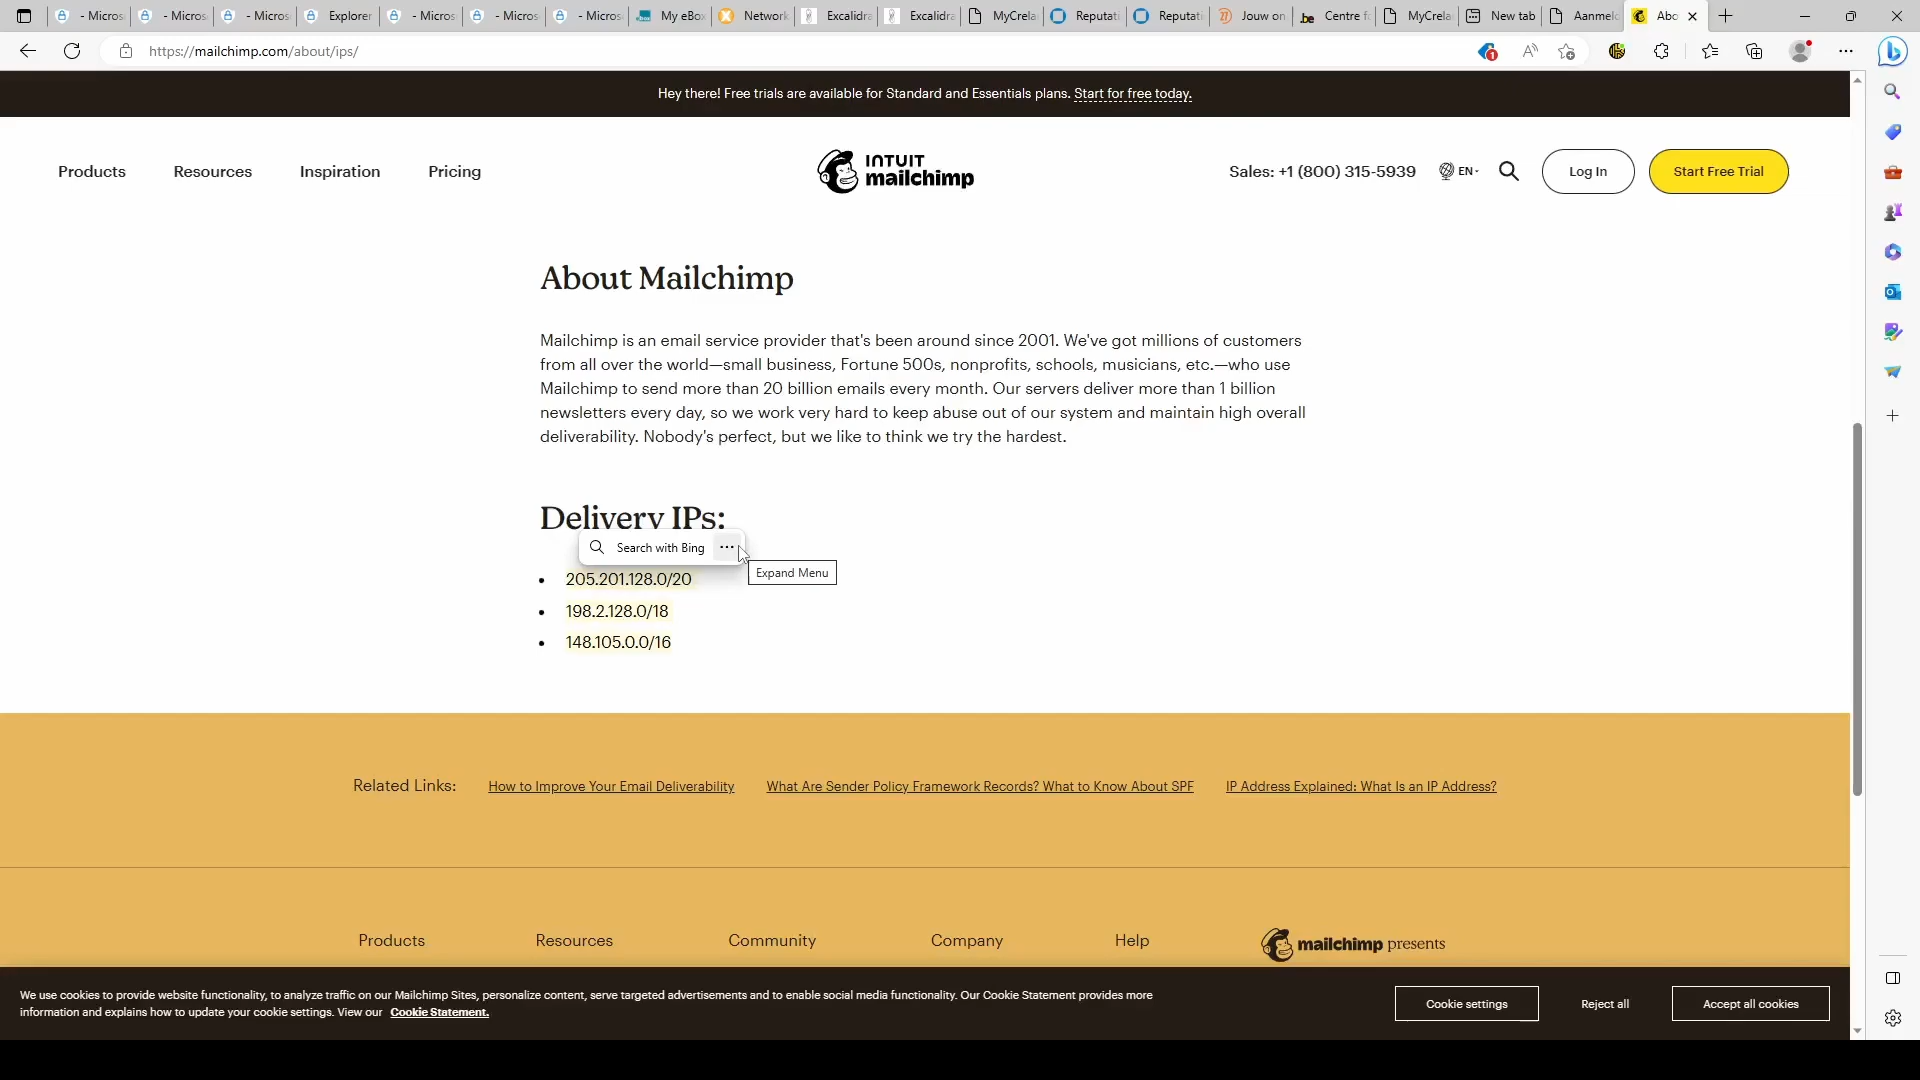 - Micros
- Micros
- Micros
Explorer
- Micros
- Micros
- Micros
My eBox
Network
Excalidra
Excalidra
MyCrela
Reputati
Reputati
Jouw on
Centre f
MyCrela
New tab
Aanmel
Abo
https://mailchimp.com/about/ips/
1
Hey there! Free trials are available for Standard and Essentials plans. Start for free today.
Products
Resources
Inspiration
Pricing
INTUIT
mailchimp
Sales: +1 (800) 315-5939
EN
Log In
Start Free Trial
About Mailchimp
Mailchimp is an email service provider that's been around since 2001. We've got millions of customers
from all over the world—small business, Fortune 500s, nonprofits, schools, musicians, etc.—who use
Mailchimp to send more than 20 billion emails every month. Our servers deliver more than 1 billion
newsletters every day, so we work very hard to keep abuse out of our system and maintain high overall
deliverability. Nobody's perfect, but we like to think we try the hardest.
Delivery IPs:
Search with Bing
Expand Menu
205.201.128.0/20
198.2.128.0/18
148.105.0.0/16
Related Links:
How to Improve Your Email Deliverability
What Are Sender Policy Framework Records? What to Know About SPF
IP Address Explained: What Is an IP Address?
Products
Resources
Community
Company
Help
mailchimp presents
We use cookies to provide website functionality, to analyze traffic on our Mailchimp Sites, personalize content, serve targeted advertisements and to enable social media functionality. Our Cookie Statement provides more
information and explains how to update your cookie settings. View our Cookie Statement.
Cookie settings
Reject all
Accept all cookies